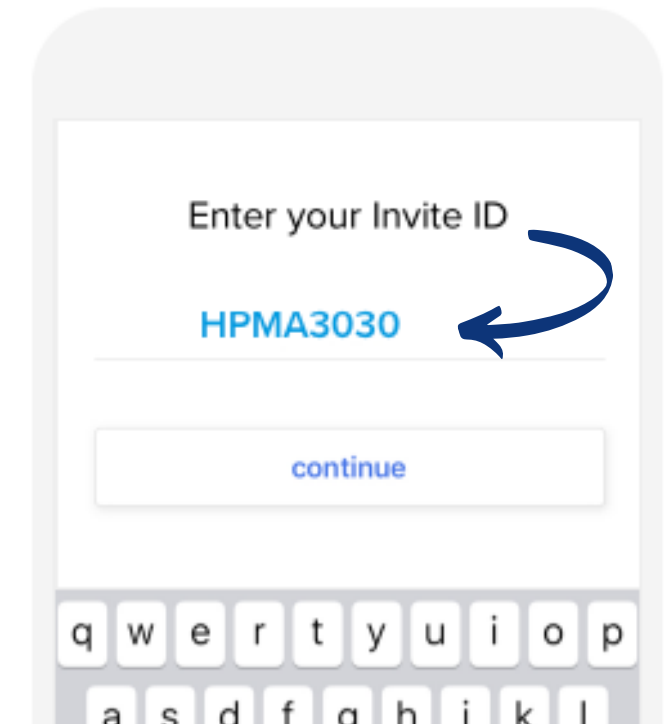 Enter your Invite ID
HPMA3030
continue
q w e r t y u i o p
a s d f g h j k l